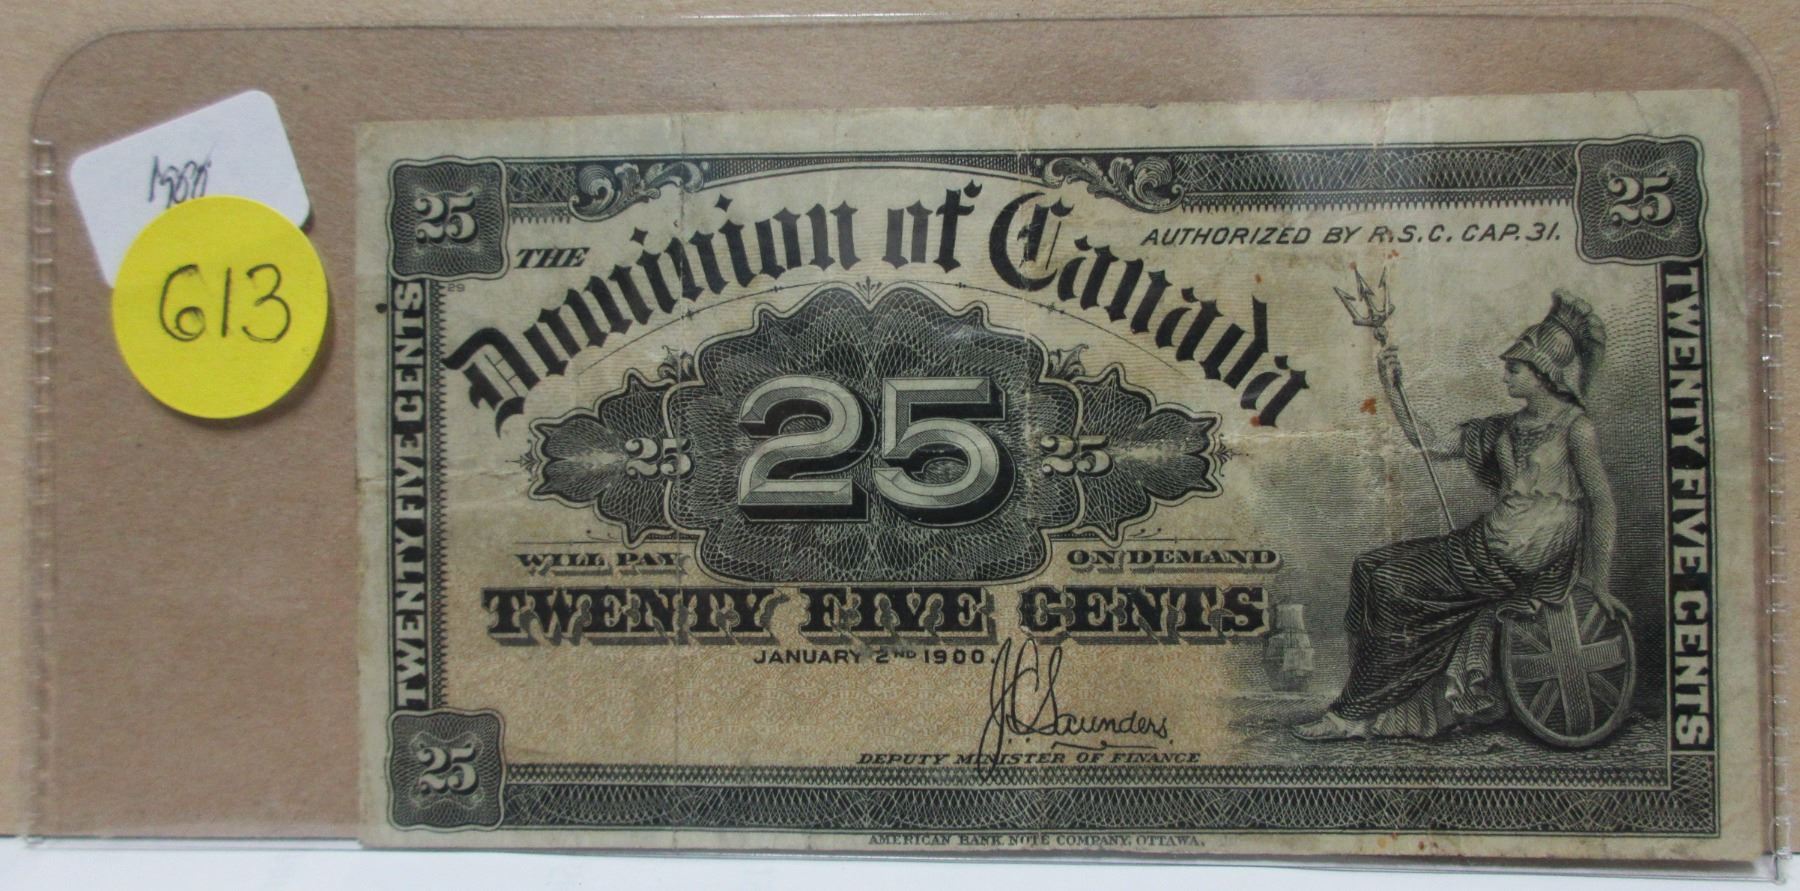 613
25
25
THE Dominion of Canada
AUTHORIZED BY R.S.C. CAP. 31.
29
TWENTY FIVE CENTS
25 25 25
TWENTY FIVE CENTS
WILL PAY ON DEMAND
TWENTY FIVE CENTS
JANUARY 2ND 1900.
J C Saunders
DEPUTY MINISTER OF FINANCE
25
AMERICAN BANK NOTE COMPANY, OTTAWA.